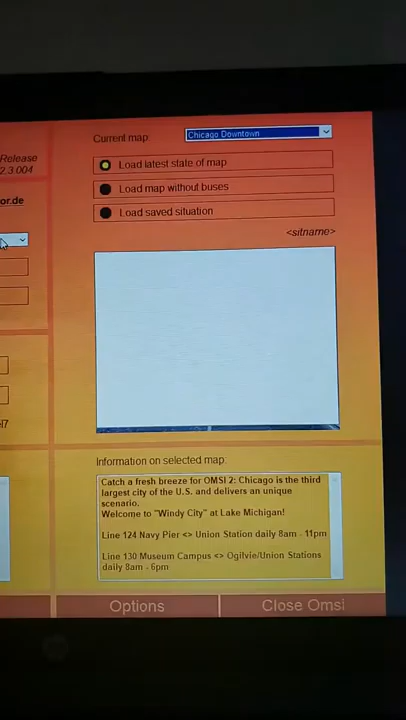 Release
2.3.004
or.de
Current map:
Chicago Downtown
Load latest state of map
Load map without buses
Load saved situation
<sitname>
Information on selected map:
Catch a fresh breeze for OMSI 2: Chicago is the third
largest city of the U.S. and delivers an unique
scenario.
Welcome to "Windy City" at Lake Michigan!
Line 124 Navy Pier <> Union Station daily 8am - 11pm
Line 130 Museum Campus <> Ogilvie/Union Stations
daily 8am - 6pm
Options
Close Omsi